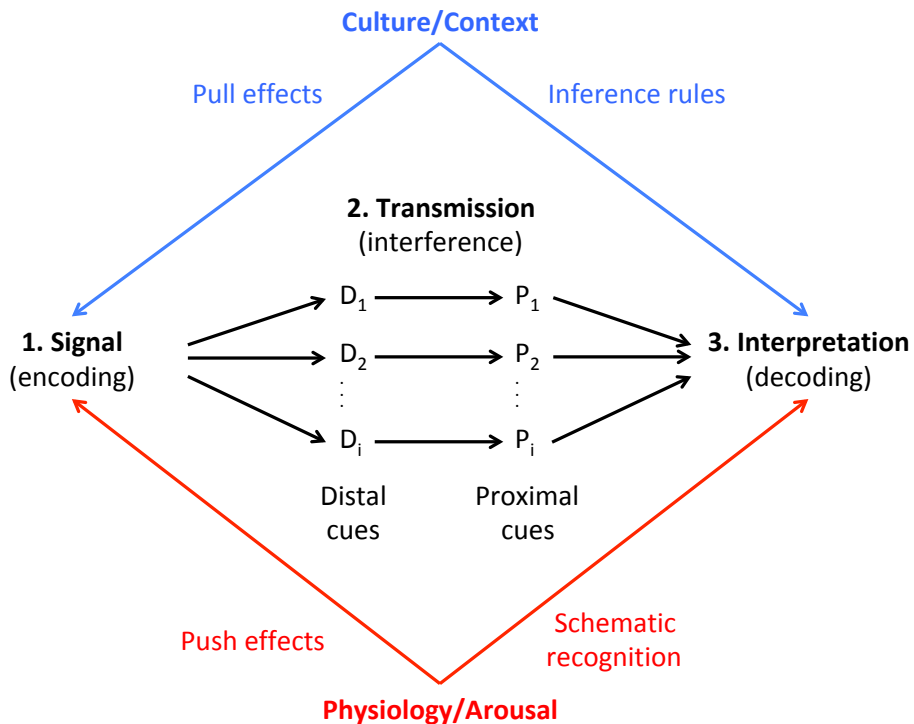 Culture/Context
Pull effects
Inference rules
2. Transmission
(interference)
D1
P1
1. Signal
(encoding)
D2
P2
3. Interpretation
(decoding)
⋮
⋮
Di
Pi
Distal
cues
Proximal
cues
Push effects
Schematic
recognition
Physiology/Arousal